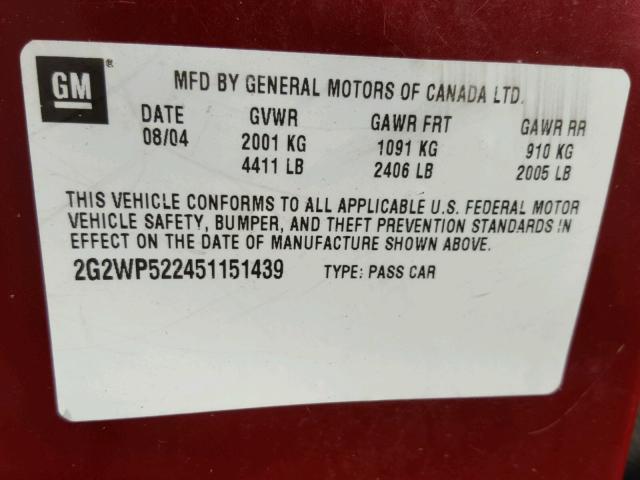 GM®
MFD BY GENERAL MOTORS OF CANADA LTD.
DATE GVWR GAWR FRT GAWR RR
08/04 2001 KG 1091 KG 910 KG
4411 LB 2406 LB 2005 LB
THIS VEHICLE CONFORMS TO ALL APPLICABLE U.S. FEDERAL MOTOR
VEHICLE SAFETY, BUMPER, AND THEFT PREVENTION STANDARDS IN
EFFECT ON THE DATE OF MANUFACTURE SHOWN ABOVE.
2G2WP522451151439 TYPE: PASS CAR